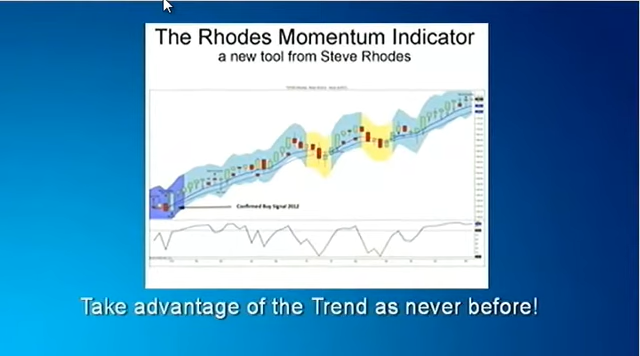 The Rhodes Momentum Indicator
a new tool from Steve Rhodes
Confirmed Buy Signal 2012
Take advantage of the Trend as never before!